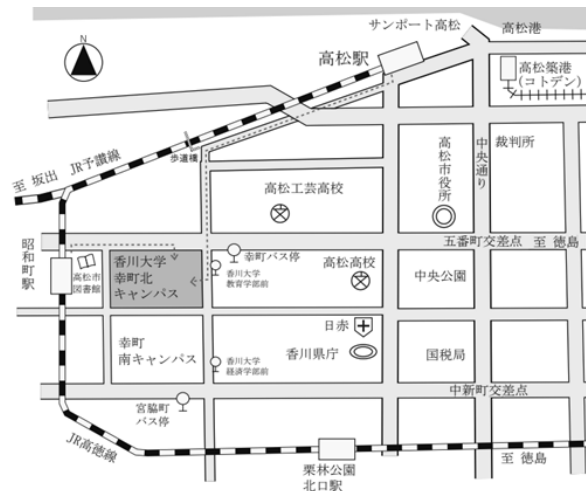 サンポート高松
高松港
N
高松駅
高松築港
(コトデン)
歩道橋
至 坂出 JR予讃線
高松市役所
中央通り
裁判所
高松工芸高校
五番町交差点
至 徳島
昭和町駅
高松市
図書館
香川大学
幸町北
キャンパス
幸町バス停
香川大学
教育学部前
高松高校
中央公園
日赤
幸町
南キャンパス
香川大学
経済学部前
香川県庁
国税局
中新町交差点
宮脇町
バス停
JR高徳線
栗林公園
北口駅
至 徳島